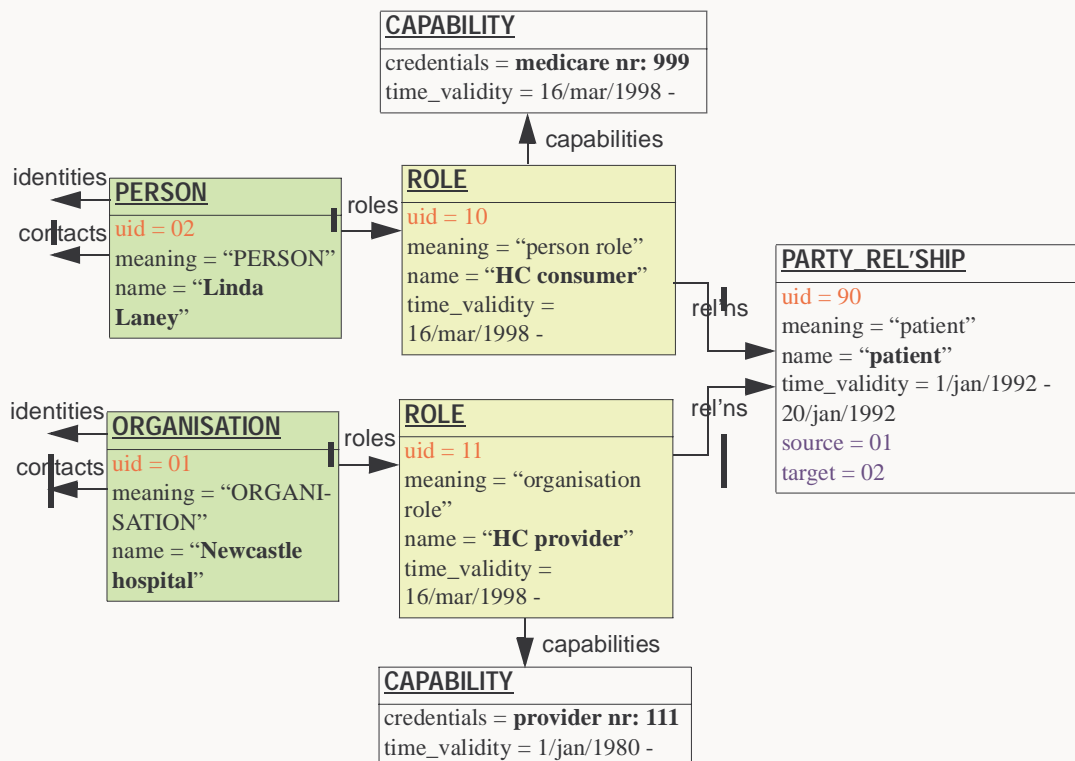 CAPABILITY
credentials = medicare nr: 999
time_validity = 16/mar/1998 -
capabilities
identities
contacts
PERSON
uid = 02
meaning = “PERSON”
name = “Linda
Laney”
roles
ROLE
uid = 10
meaning = “person role”
name = “HC consumer”
time_validity =
16/mar/1998 -
rel’ns
PARTY_REL’SHIP
uid = 90
meaning = “patient”
name = “patient”
time_validity = 1/jan/1992 -
20/jan/1992
source = 01
target = 02
identities
contacts
ORGANISATION
uid = 01
meaning = “ORGANI-
SATION”
name = “Newcastle
hospital”
roles
ROLE
uid = 11
meaning = “organisation
role”
name = “HC provider”
time_validity =
16/mar/1998 -
rel’ns
capabilities
CAPABILITY
credentials = provider nr: 111
time_validity = 1/jan/1980 -